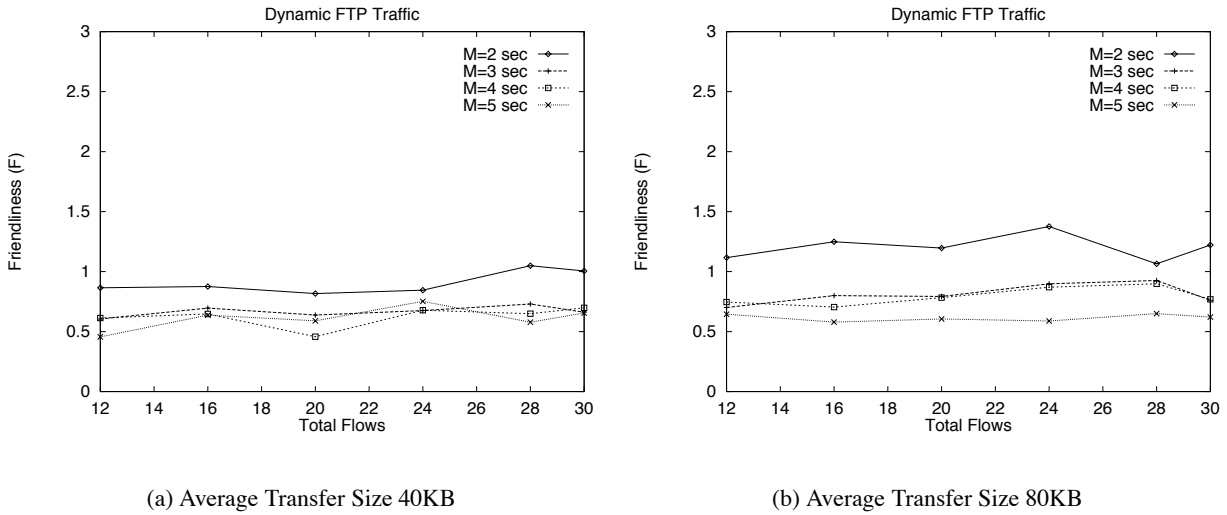 Dynamic FTP Traffic
3
2.5
2
1.5
1
0.5
0
Friendliness (F)
M=2 sec
M=3 sec
M=4 sec
M=5 sec
12 14 16 18 20 22 24 26 28 30
Total Flows
(a) Average Transfer Size 40KB
Dynamic FTP Traffic
3
2.5
2
1.5
1
0.5
0
Friendliness (F)
M=2 sec
M=3 sec
M=4 sec
M=5 sec
12 14 16 18 20 22 24 26 28 30
Total Flows
(b) Average Transfer Size 80KB